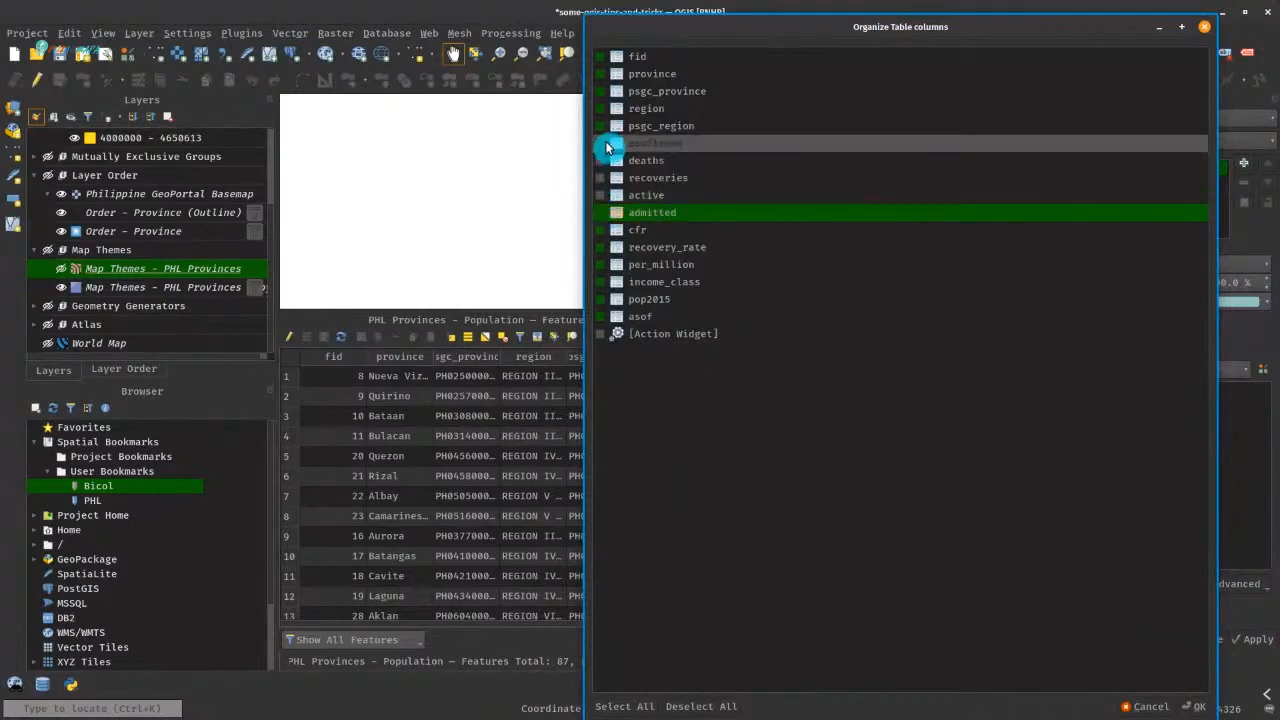 *some-qgis-tips-and-tricks — QGIS [PNHP]
Project Edit View Layer Settings Plugins Vector Raster Database Web Mesh Processing Help
Organize Table columns
Layers
4000000 - 4650613
Mutually Exclusive Groups
Layer Order
Philippine GeoPortal Basemap
Order - Province (Outline)
Order - Province
Map Themes
Map Themes - PHL Provinces
Map Themes - PHL Provinces
Geometry Generators
Atlas
World Map
Layers Layer Order
Browser
Favorites
Spatial Bookmarks
Project Bookmarks
User Bookmarks
Bicol
PHL
Project Home
Home
/
GeoPackage
SpatiaLite
PostGIS
MSSQL
DB2
WMS/WMTS
Vector Tiles
XYZ Tiles
Type to locate (Ctrl+K)
PHL Provinces - Population — Feature
fid province sgc_provinc region
1 8 Nueva Viz… PH0250000… REGION II…
2 9 Quirino PH0257000… REGION II…
3 10 Bataan PH0308000… REGION II…
4 11 Bulacan PH0314000… REGION II…
5 20 Quezon PH0456000… REGION IV…
6 21 Rizal PH0458000… REGION IV…
7 22 Albay PH0505000… REGION V …
8 23 Camarines… PH0516000… REGION V …
9 16 Aurora PH0377000… REGION II…
10 17 Batangas PH0410000… REGION IV…
11 18 Cavite PH0421000… REGION IV…
12 19 Laguna PH0434000… REGION IV…
13 28 Aklan PH0604000… REGION VI…
Show All Features
PHL Provinces - Population — Features Total: 87,
Coordinate
fid
province
psgc_province
region
psgc_region
deaths
recoveries
active
admitted
cfr
recovery_rate
per_million
income_class
pop2015
asof
[Action Widget]
Select All Deselect All
Cancel OK
Apply
4326